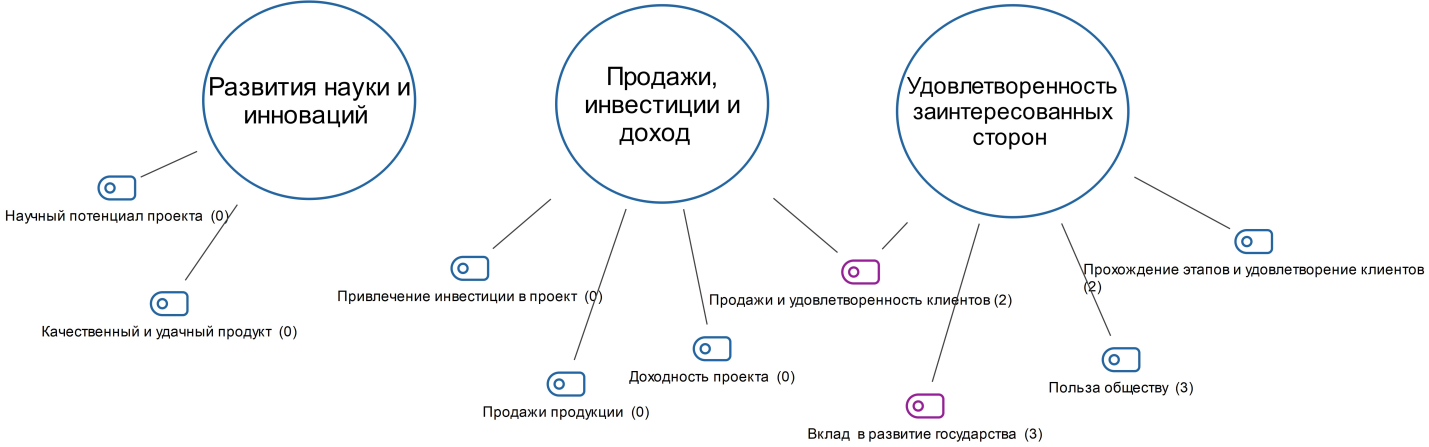 Развития науки и
инноваций
Продажи,
инвестиции и
доход
Удовлетворенность
заинтересованных
сторон
Научный потенциал проекта (0)
Качественный и удачный продукт (0)
Привлечение инвестиции в проект (0)
Продажи продукции (0)
Доходность проекта (0)
Продажи и удовлетворенность клиентов (2)
Вклад в развитие государства (3)
Польза обществу (3)
Прохождение этапов и удовлетворение клиентов
(2)